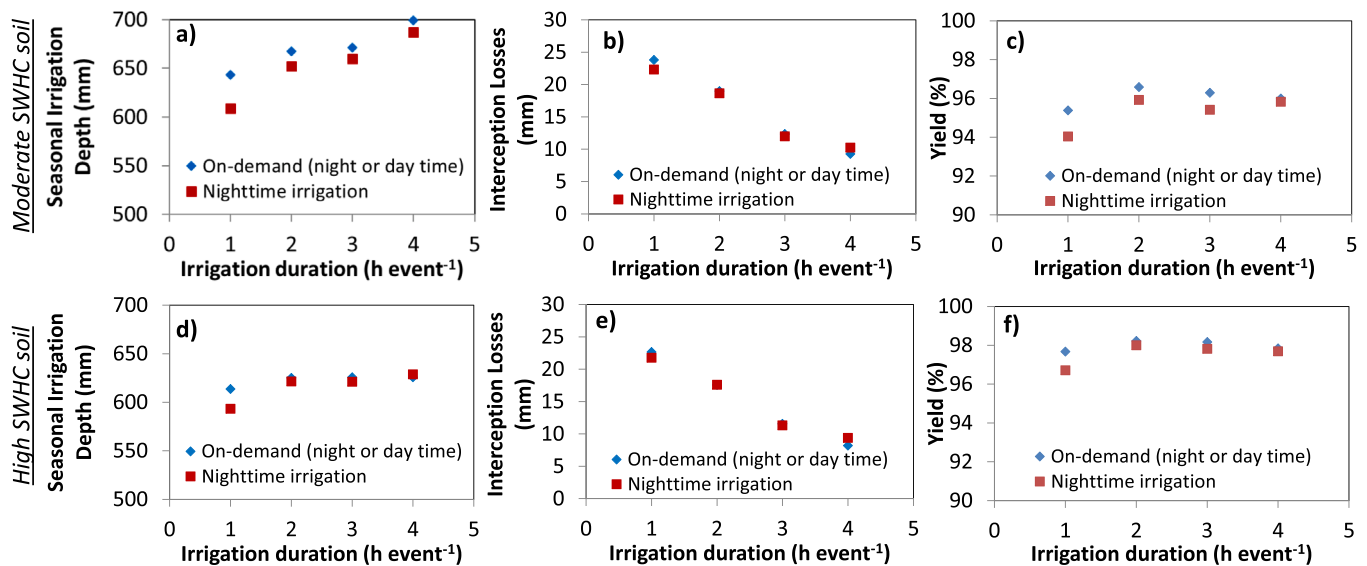 Moderate SWHC soil
Seasonal Irrigation
Depth (mm)
700
650
600
550
500
a)
On-demand (night or day time)
Nighttime irrigation
0 1 2 3 4 5
Irrigation duration (h event-1)
Interception Losses
(mm)
30
25
20
15
10
5
0
b)
On-demand (night or day time)
Nighttime irrigation
0 1 2 3 4 5
Irrigation duration (h event-1)
Yield (%)
100
98
96
94
92
90
c)
On-demand (night or day time)
Nighttime irrigation
0 1 2 3 4 5
Irrigation duration (h event-1)
High SWHC soil
Seasonal Irrigation
Depth (mm)
700
650
600
550
500
d)
On-demand (night or day time)
Nighttime irrigation
0 1 2 3 4 5
Irrigation duration (h event-1)
Interception Losses
(mm)
30
25
20
15
10
5
0
e)
On-demand (night or day time)
Nighttime irrigation
0 1 2 3 4 5
Irrigation duration (h event-1)
Yield (%)
100
98
96
94
92
90
f)
On-demand (night or day time)
Nighttime irrigation
0 1 2 3 4 5
Irrigation duration (h event-1)